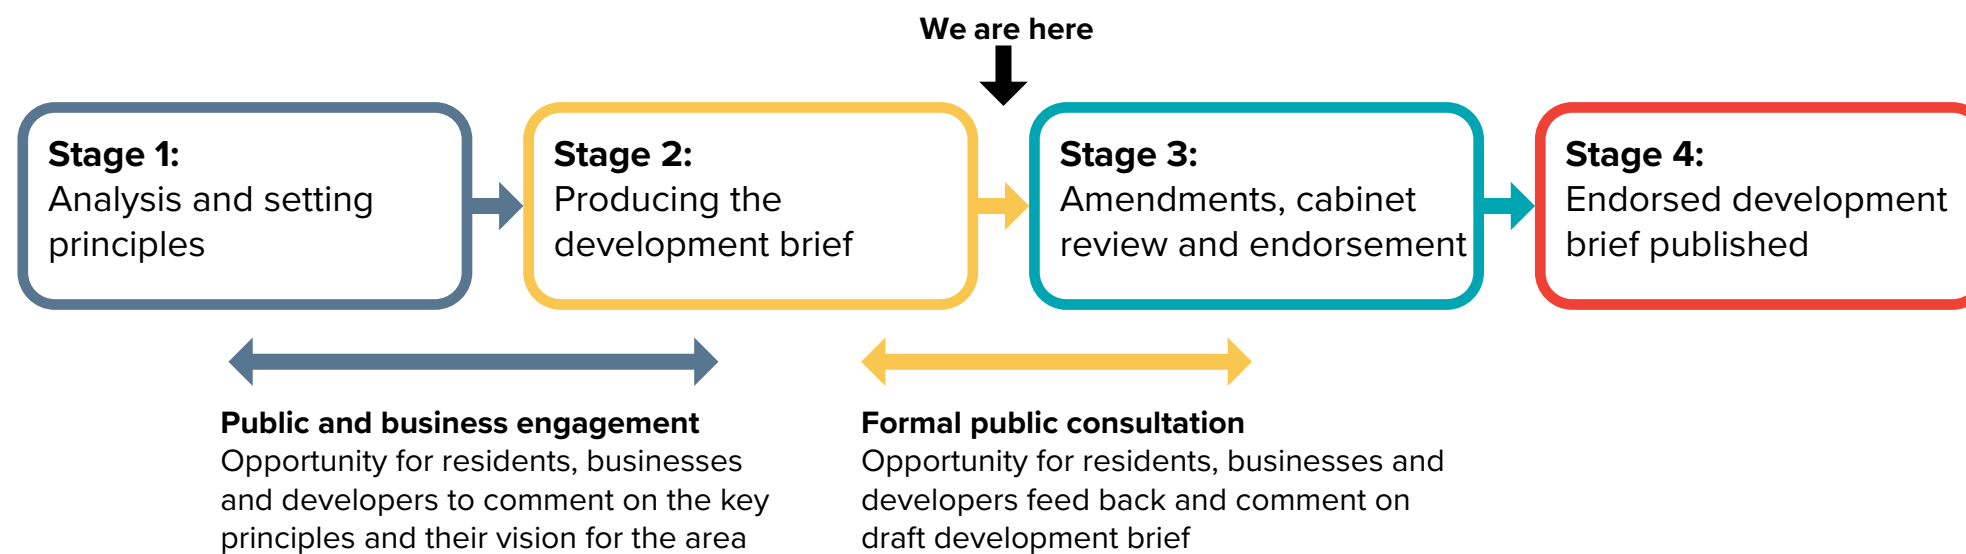 We are here
Stage 1:
Analysis and setting
principles
Stage 2:
Producing the
development brief
Stage 3:
Amendments, cabinet
review and endorsement
Stage 4:
Endorsed development
brief published
Public and business engagement
Opportunity for residents, businesses
and developers to comment on the key
principles and their vision for the area
Formal public consultation
Opportunity for residents, businesses and
developers feed back and comment on
draft development brief